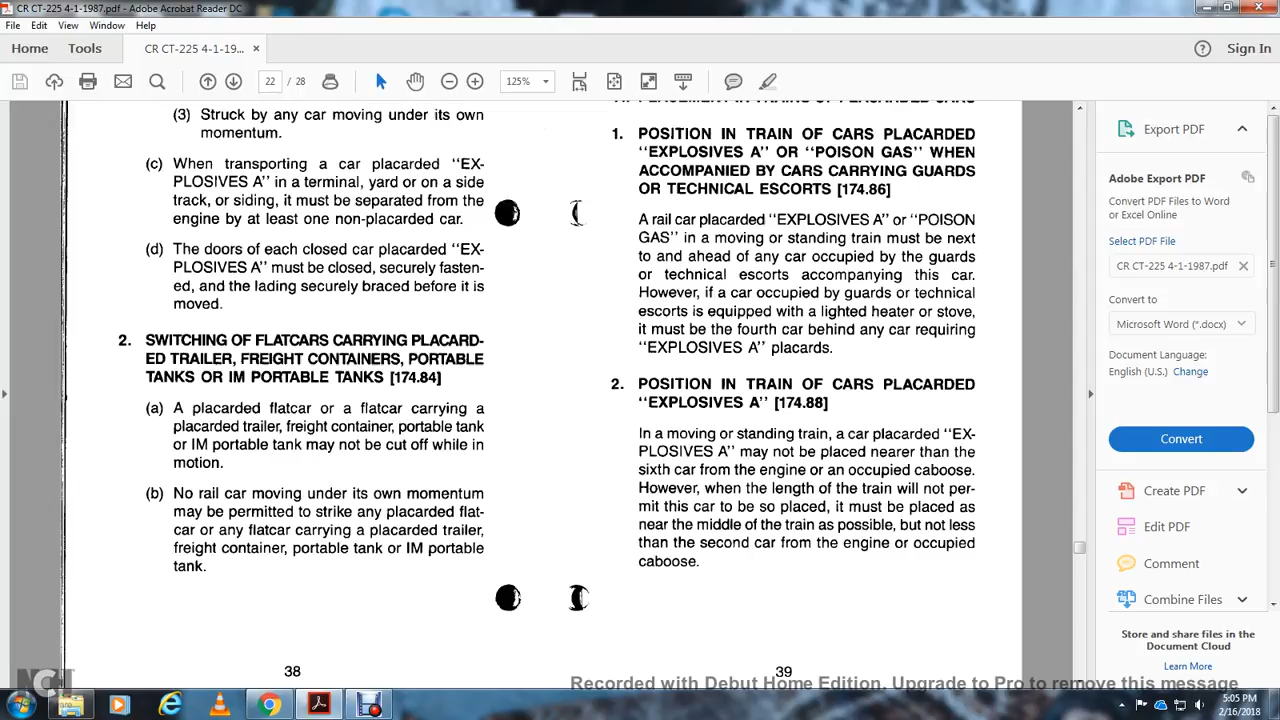 CR CT-225 4-1-1987.pdf - Adobe Acrobat Reader DC
File Edit View Window Help
Home Tools CR CT-225 4-1-19... × Sign In
22 / 28 125%
(3) Struck by any car moving under its own
momentum.
(c) When transporting a car placarded "EX-
PLOSIVES A" in a terminal, yard or on a side
track, or siding, it must be separated from the
engine by at least one non-placarded car.
(d) The doors of each closed car placarded "EX-
PLOSIVES A" must be closed, securely fasten-
ed, and the lading securely braced before it is
moved.
2. SWITCHING OF FLATCARS CARRYING PLACARD-
ED TRAILER, FREIGHT CONTAINERS, PORTABLE
TANKS OR IM PORTABLE TANKS [174.84]
(a) A placarded flatcar or a flatcar carrying a
placarded trailer, freight container, portable tank
or IM portable tank may not be cut off while in
motion.
(b) No rail car moving under its own momentum
may be permitted to strike any placarded flat-
car or any flatcar carrying a placarded trailer,
freight container, portable tank or IM portable
tank.
38
PLACEMENT IN TRAINS OF PLACARDED CARS
1. POSITION IN TRAIN OF CARS PLACARDED
"EXPLOSIVES A" OR "POISON GAS" WHEN
ACCOMPANIED BY CARS CARRYING GUARDS
OR TECHNICAL ESCORTS [174.86]
A rail car placarded "EXPLOSIVES A" or "POISON
GAS" in a moving or standing train must be next
to and ahead of any car occupied by the guards
or technical escorts accompanying this car.
However, if a car occupied by guards or technical
escorts is equipped with a lighted heater or stove,
it must be the fourth car behind any car requiring
"EXPLOSIVES A" placards.
2. POSITION IN TRAIN OF CARS PLACARDED
"EXPLOSIVES A" [174.88]
In a moving or standing train, a car placarded "EX-
PLOSIVES A" may not be placed nearer than the
sixth car from the engine or an occupied caboose.
However, when the length of the train will not per-
mit this car to be so placed, it must be placed as
near the middle of the train as possible, but not less
than the second car from the engine or occupied
caboose.
39
Export PDF
Adobe Export PDF
Convert PDF Files to Word
or Excel Online
Select PDF File
CR CT-225 4-1-1987.pdf
Convert to
Microsoft Word (*.docx)
Document Language:
English (U.S.) Change
Convert
Create PDF
Edit PDF
Comment
Combine Files
Store and share files in the
Document Cloud
Learn More
NCH
Recorded with Debut Home Edition. Upgrade to Pro to remove this message
5:05 PM
2/16/2018